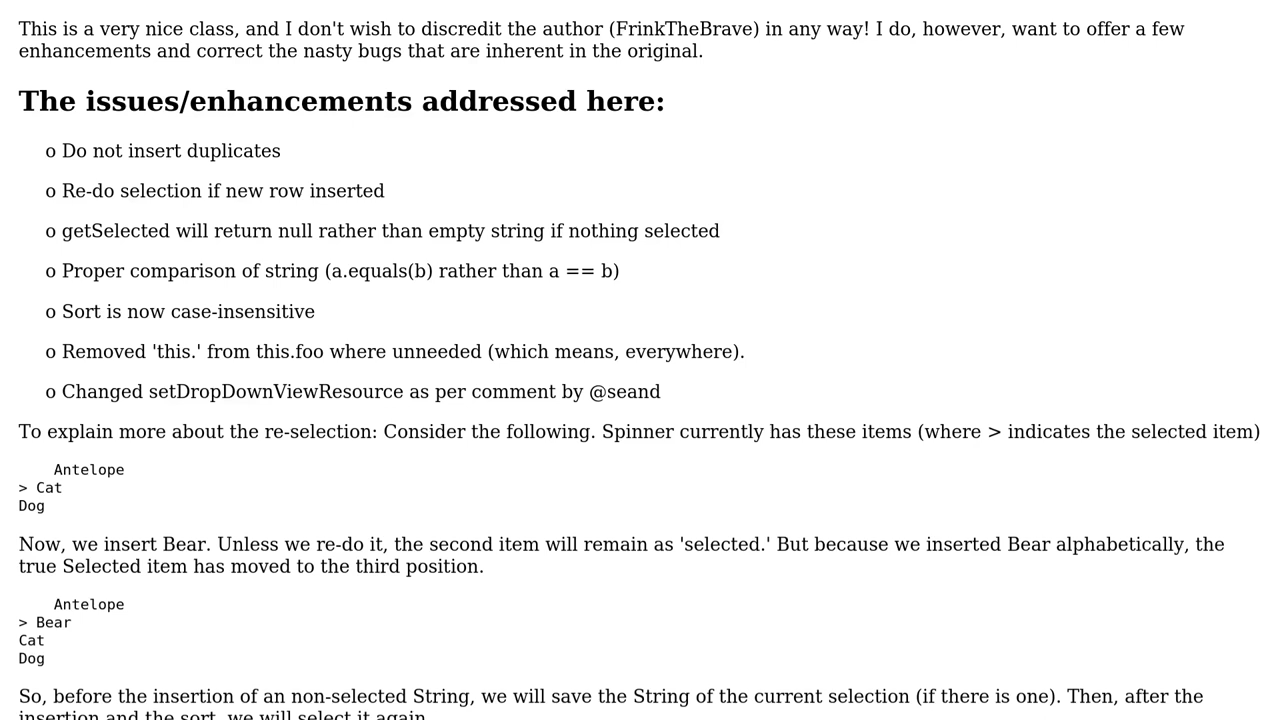 This is a very nice class, and I don't wish to discredit the author (FrinkTheBrave) in any way! I do, however, want to offer a few
enhancements and correct the nasty bugs that are inherent in the original.
The issues/enhancements addressed here:
o Do not insert duplicates
o Re-do selection if new row inserted
o getSelected will return null rather than empty string if nothing selected
o Proper comparison of string (a.equals(b) rather than a == b)
o Sort is now case-insensitive
o Removed 'this.' from this.foo where unneeded (which means, everywhere).
o Changed setDropDownViewResource as per comment by @seand
To explain more about the re-selection: Consider the following. Spinner currently has these items (where > indicates the selected item)
Antelope
> Cat
Dog
Now, we insert Bear. Unless we re-do it, the second item will remain as 'selected.' But because we inserted Bear alphabetically, the
true Selected item has moved to the third position.
Antelope
> Bear
Cat
Dog
So, before the insertion of an non-selected String, we will save the String of the current selection (if there is one). Then, after the
insertion and the sort, we will select it again